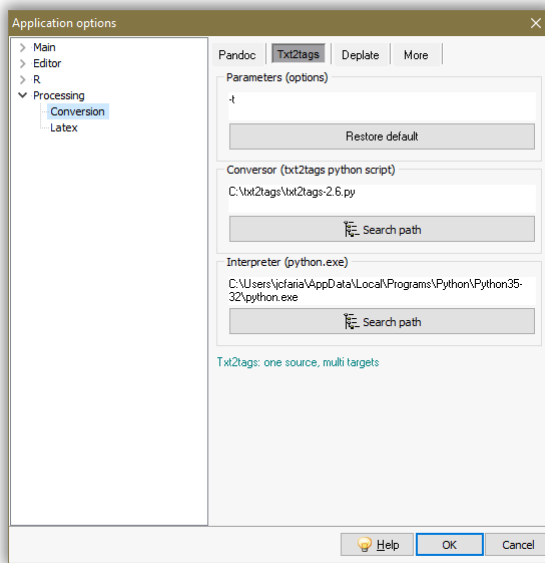 Application options
Main
Editor
R
Processing
Conversion
Latex
Pandoc Txt2tags Deplate More
Parameters (options)
-t
Restore default
Conversor (txt2tags python script)
C:\txt2tags\txt2tags-2.6.py
Search path
Interpreter (python.exe)
C:\Users\jcfaria\AppData\Local\Programs\Python\Python35-
32\python.exe
Search path
Txt2tags: one source, multi targets
Help OK Cancel